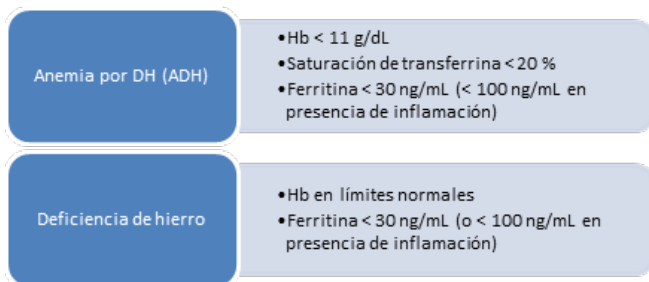 Anemia por DH (ADH)
•Hb < 11 g/dL
•Saturación de transferrina <20 %
•Ferritina < 30 ng/mL (< 100 ng/mL en
presencia de inflamación)
Deficiencia de hierro
•Hb en límites normales
•Ferritina < 30 ng/mL (o < 100 ng/mL en
presencia de inflamación)